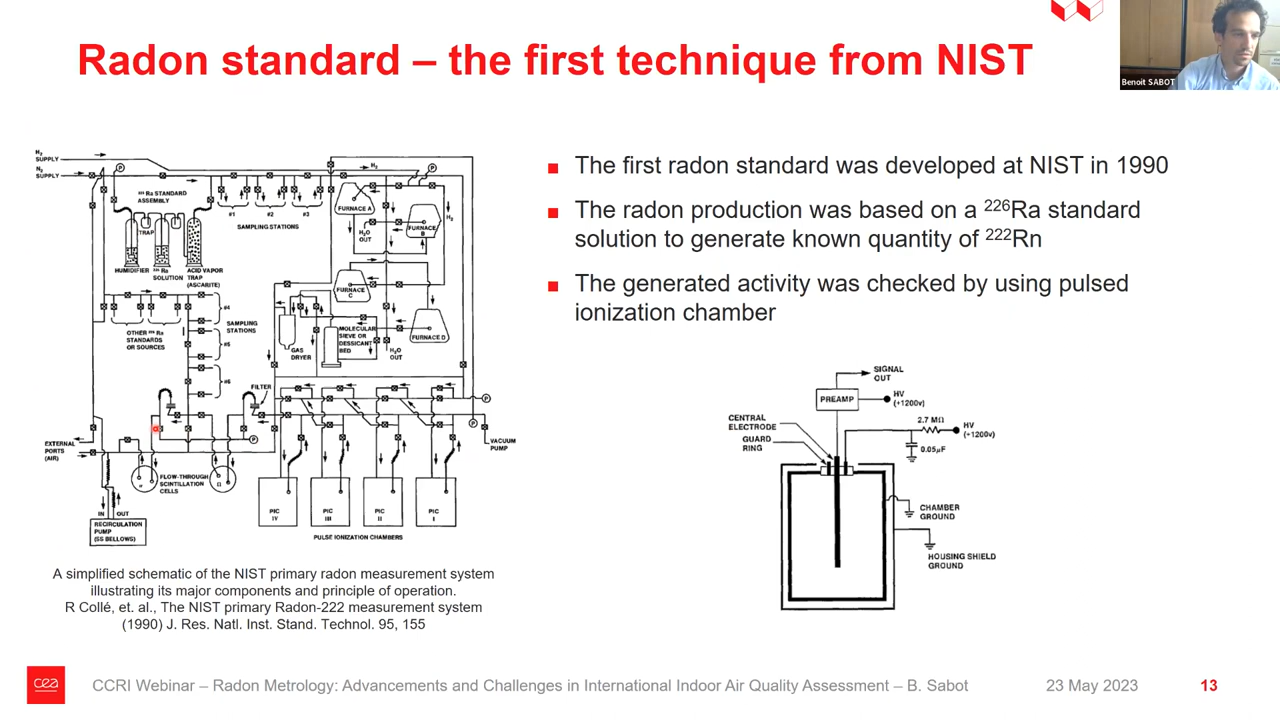 Radon standard – the first technique from NIST
Benoit SABOT
H₂
SUPPLY
N₂
SUPPLY
P
H₂
P
²²⁶Ra STANDARD
ASSEMBLY
TRAP
#1
#2
#3
SAMPLING STATIONS
FURNACE A
FURNACE
B
H₂
H₂O
OUT
HUMIDIFIER
²²⁶Ra
SOLUTION
ACID VAPOR
TRAP
(ASCARITE)
FURNACE
C
#4
OTHER ²²⁶Ra
STANDARDS
OR SOURCES
SAMPLING
STATIONS
#5
#6
GAS
DRYER
MOLECULAR
SIEVE OR
DESSICANT
BED
H₂O
OUT
FURNACE D
FILTER
P
P
P
EXTERNAL
PORTS
(AIR)
VACUUM
PUMP
FLOW-THROUGH
SCINTILLATION
CELLS
IN OUT
RECIRCULATION
PUMP
(SS BELLOWS)
PIC
IV
PIC
III
PIC
II
PIC
I
PULSE IONIZATION CHAMBERS
A simplified schematic of the NIST primary radon measurement system
illustrating its major components and principle of operation.
R Collé, et. al., The NIST primary Radon-222 measurement system
(1990) J. Res. Natl. Inst. Stand. Technol. 95, 155
■ The first radon standard was developed at NIST in 1990
■ The radon production was based on a ²²⁶Ra standard
solution to generate known quantity of ²²²Rn
■ The generated activity was checked by using pulsed
ionization chamber
SIGNAL
OUT
PREAMP
HV
(+1200v)
CENTRAL
ELECTRODE
GUARD
RING
2.7 MΩ
HV
(+1200v)
0.05µF
CHAMBER
GROUND
HOUSING SHIELD
GROUND
cea
CCRI Webinar – Radon Metrology: Advancements and Challenges in International Indoor Air Quality Assessment – B. Sabot
23 May 2023
13